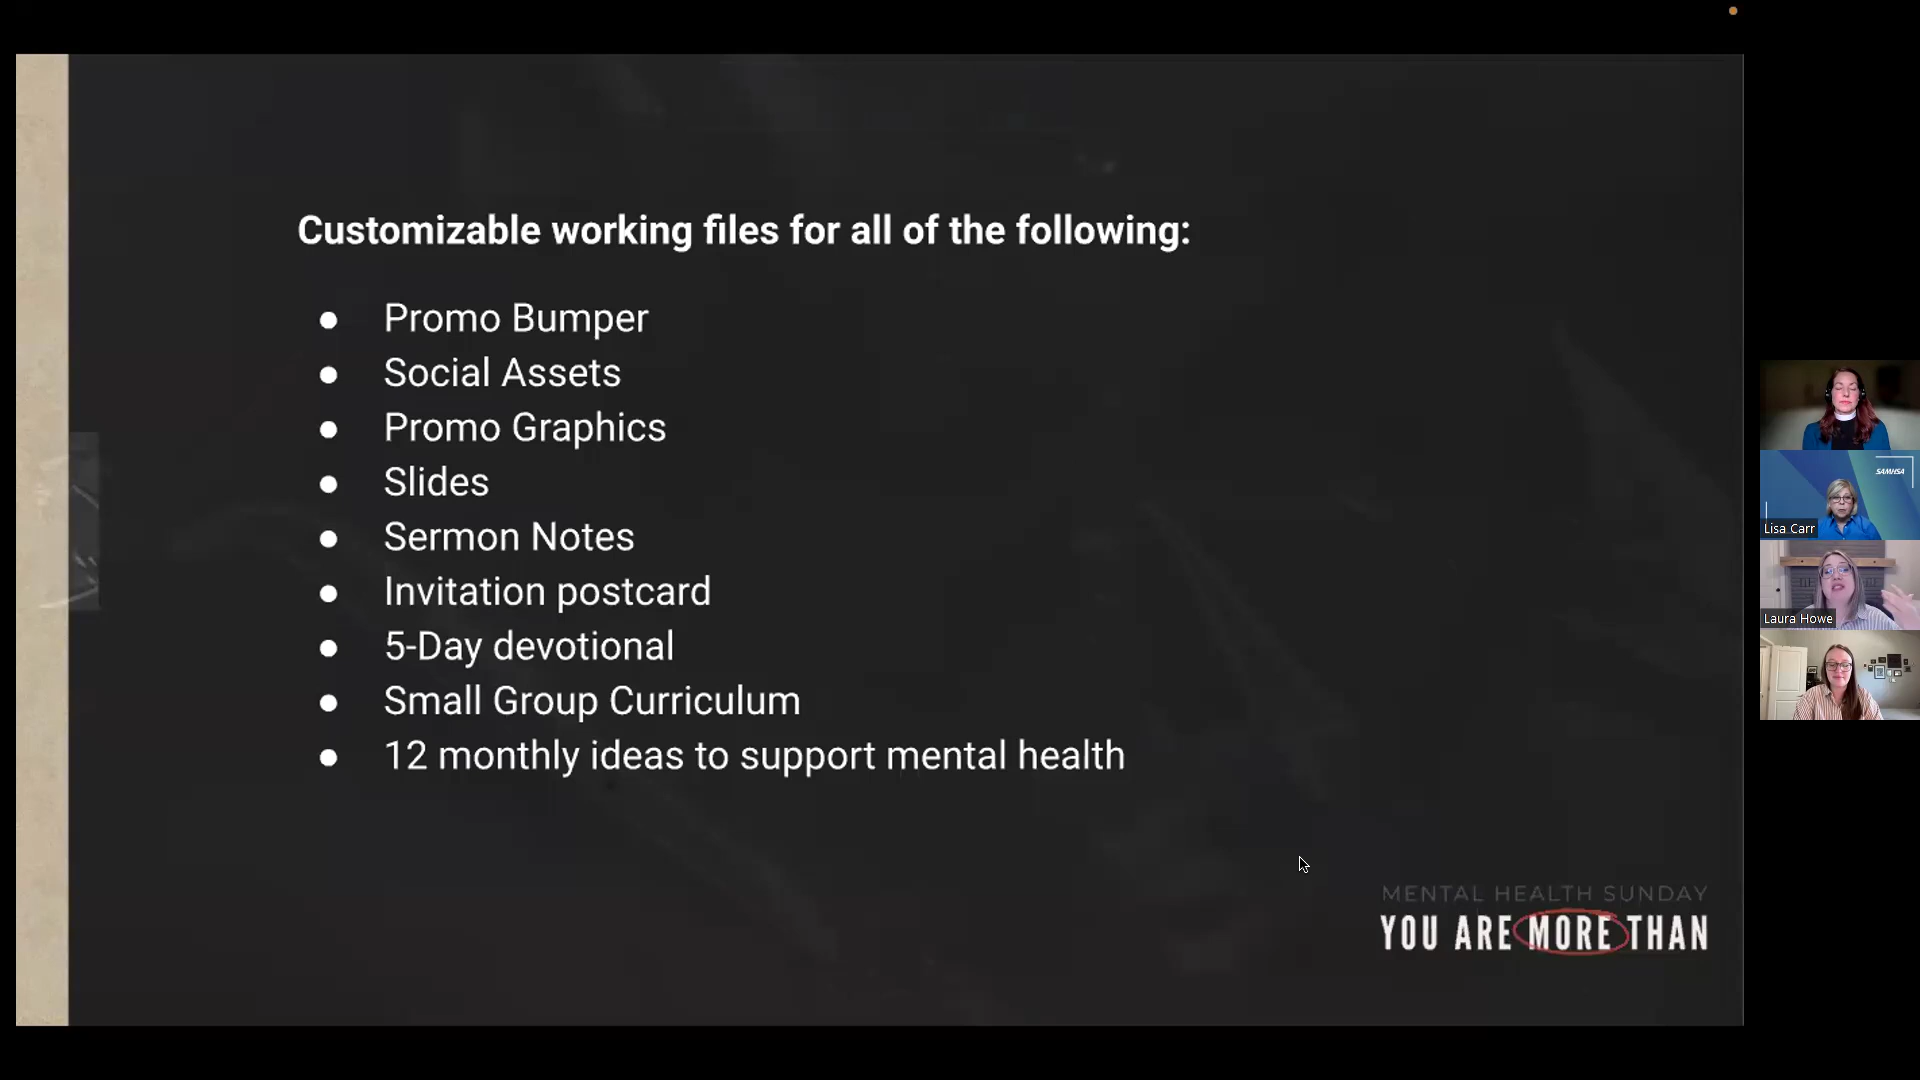 Customizable working files for all of the following:
● Promo Bumper
● Social Assets
● Promo Graphics
● Slides
● Sermon Notes
● Invitation postcard
● 5-Day devotional
● Small Group Curriculum
● 12 monthly ideas to support mental health
MENTAL HEALTH SUNDAY
YOU ARE MORE THAN
SAMHSA
Lisa Carr
Laura Howe